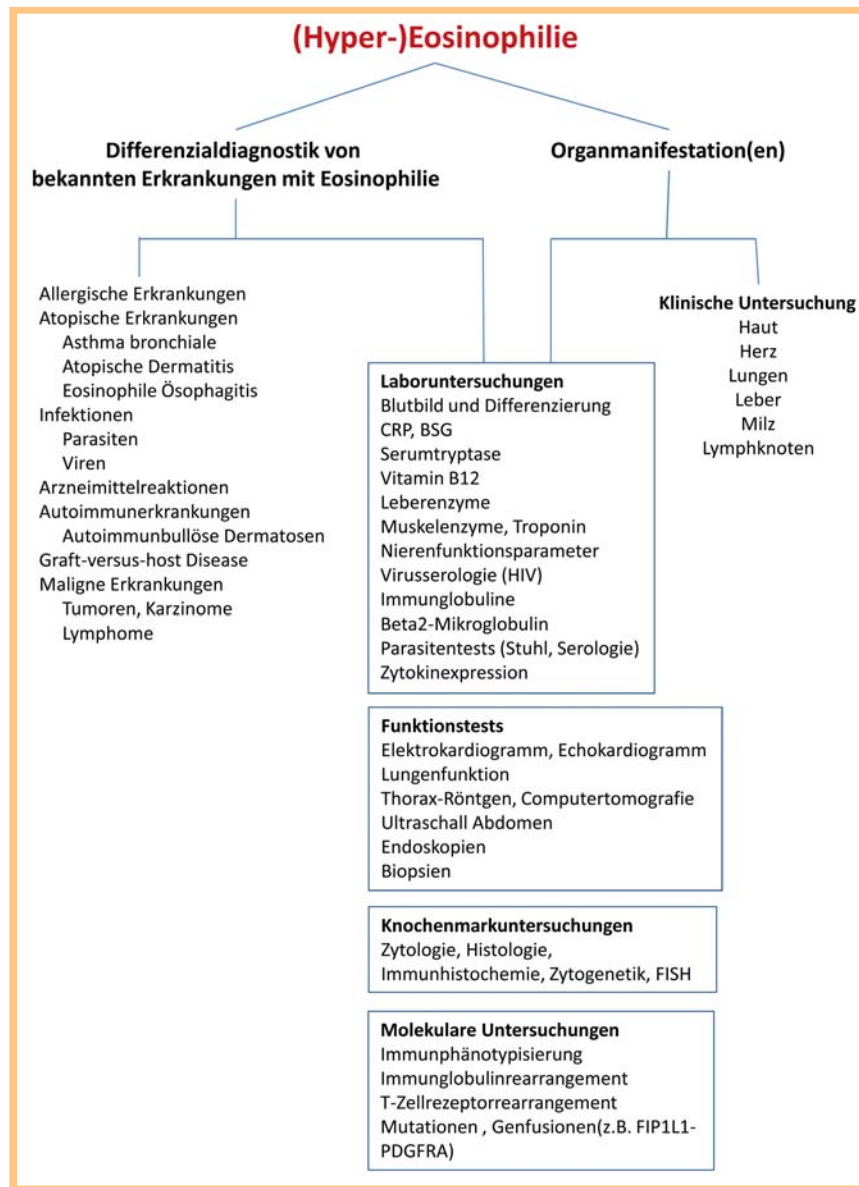 (Hyper-)Eosinophilie
Differenzialdiagnostik von
bekannten Erkrankungen mit Eosinophilie
Organmanifestation(en)
Allergische Erkrankungen
Atopische Erkrankungen
Asthma bronchiale
Atopische Dermatitis
Eosinophile Ösophagitis
Infektionen
Parasiten
Viren
Arzneimittelreaktionen
Autoimmunerkrankungen
Autoimmunbullöse Dermatosen
Graft-versus-host Disease
Maligne Erkrankungen
Tumoren, Karzinome
Lymphome
Laboruntersuchungen
Blutbild und Differenzierung
CRP, BSG
Serumtryptase
Vitamin B12
Leberenzyme
Muskelenzyme, Troponin
Nierenfunktionsparameter
Virusserologie (HIV)
Immunglobuline
Beta2-Mikroglobulin
Parasitentests (Stuhl, Serologie)
Zytokinexpression
Klinische Untersuchung
Haut
Herz
Lungen
Leber
Milz
Lymphknoten
Funktionstests
Elektrokardiogramm, Echokardiogramm
Lungenfunktion
Thorax-Röntgen, Computertomografie
Ultraschall Abdomen
Endoskopien
Biopsien
Knochenmarkuntersuchungen
Zytologie, Histologie,
Immunhistochemie, Zytogenetik, FISH
Molekulare Untersuchungen
Immunphänotypisierung
Immunglobulinrearrangement
T-Zellrezeptorrearrangement
Mutationen , Genfusionen(z.B. FIP1L1-
PDGFRA)